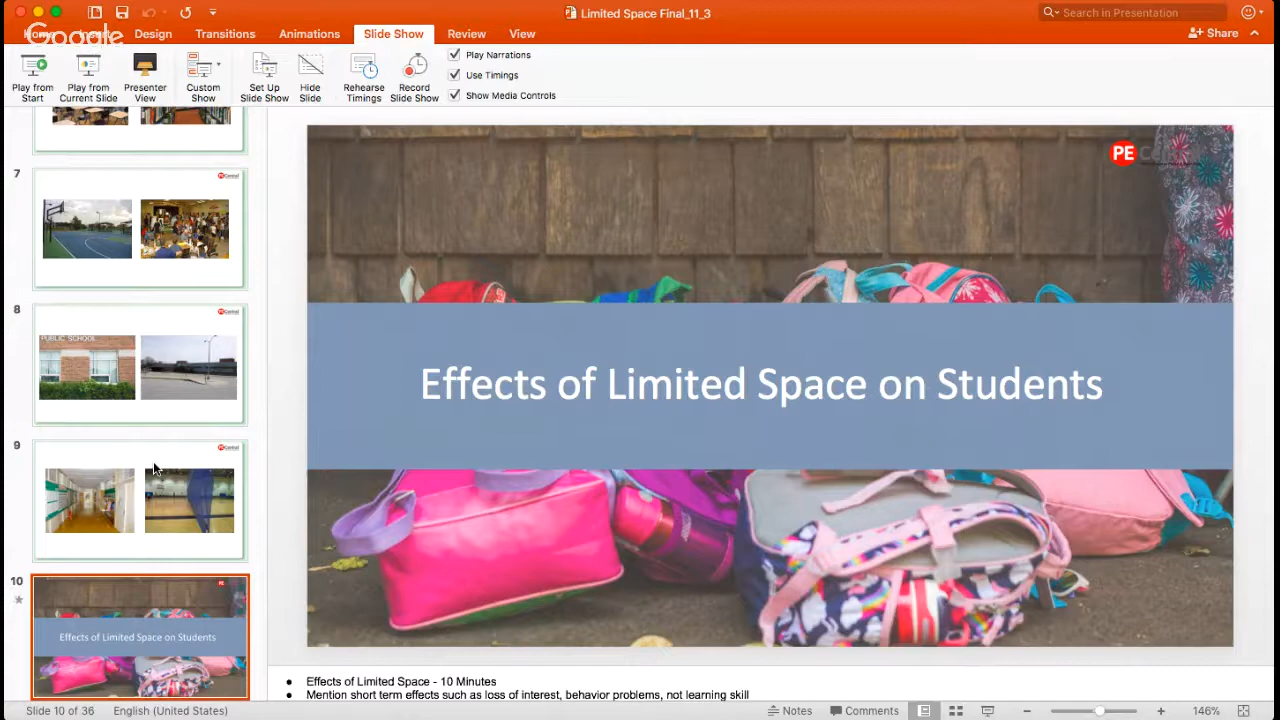 Limited Space Final_11_3
Search in Presentation
Google
Home Insert Design Transitions Animations Slide Show Review View
Share
Play from Start
Play from Current Slide
Presenter View
Custom Show
Set Up Slide Show
Hide Slide
Rehearse Timings
Record Slide Show
Play Narrations
Use Timings
Show Media Controls
7
8
PUBLIC SCHOOL
9
10
Effects of Limited Space on Students
PE Central
Effects of Limited Space on Students
Effects of Limited Space - 10 Minutes
Mention short term effects such as loss of interest, behavior problems, not learning skill
Slide 10 of 36 English (United States) Notes Comments 146%